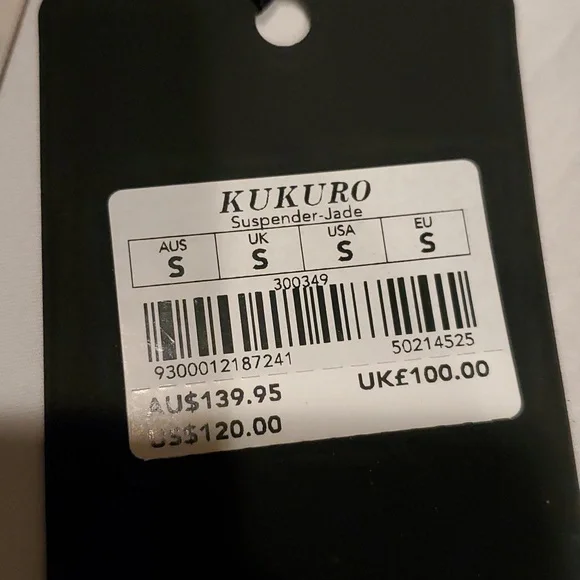 KUKURO
Suspender-Jade
AUS UK USA EU
S S S S
300349
9300012187241 50214525
AU$139.95 UK£100.00
US$120.00